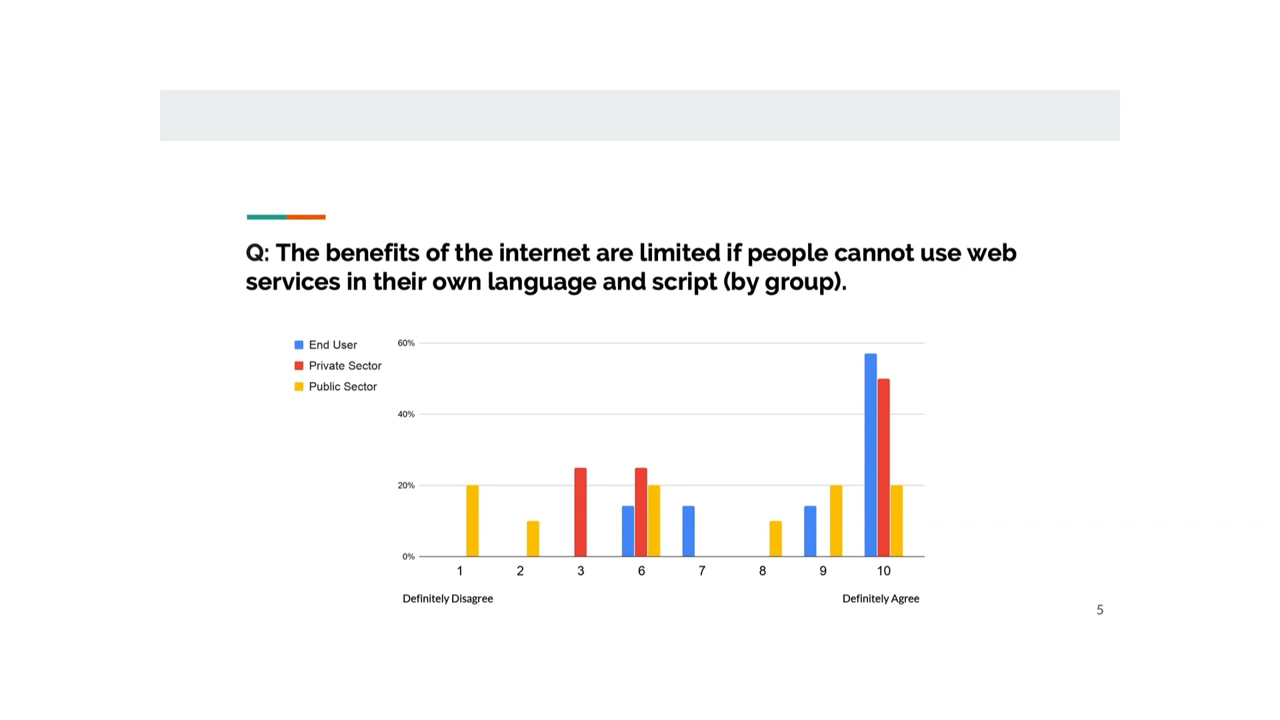 Q: The benefits of the internet are limited if people cannot use web
services in their own language and script (by group).
End User
Private Sector
Public Sector
60%
40%
20%
0%
1 2 3 6 7 8 9 10
Definitely Disagree
Definitely Agree
5